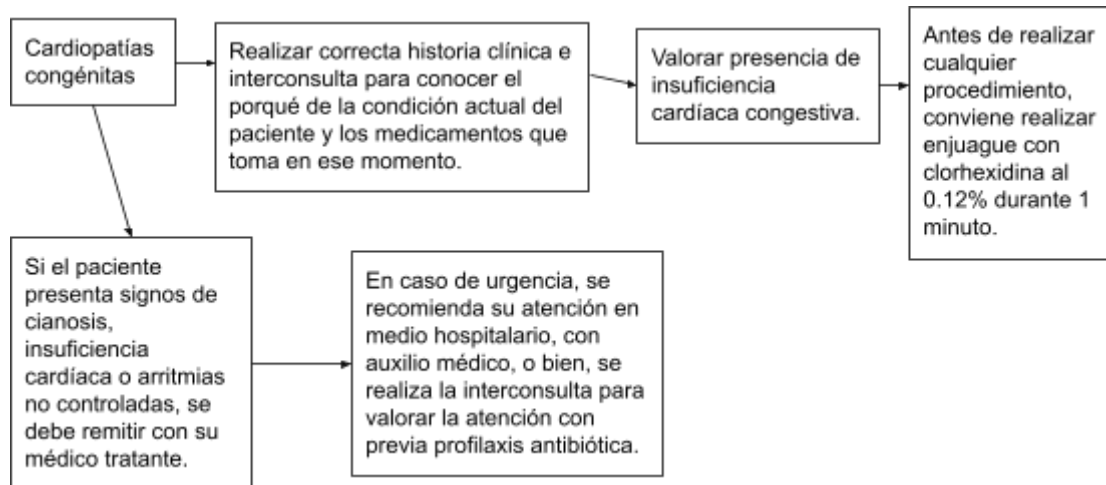 Cardiopatías
congénitas
Realizar correcta historia clínica e
interconsulta para conocer el
porqué de la condición actual del
paciente y los medicamentos que
toma en ese momento.
Valorar presencia de
insuficiencia
cardíaca congestiva.
Antes de realizar
cualquier
procedimiento,
conviene realizar
enjuague con
clorhexidina al
0.12% durante 1
minuto.
Si el paciente
presenta signos de
cianosis,
insuficiencia
cardíaca o arritmias
no controladas, se
debe remitir con su
médico tratante.
En caso de urgencia, se
recomienda su atención en
medio hospitalario, con
auxilio médico, o bien, se
realiza la interconsulta para
valorar la atención con
previa profilaxis antibiótica.